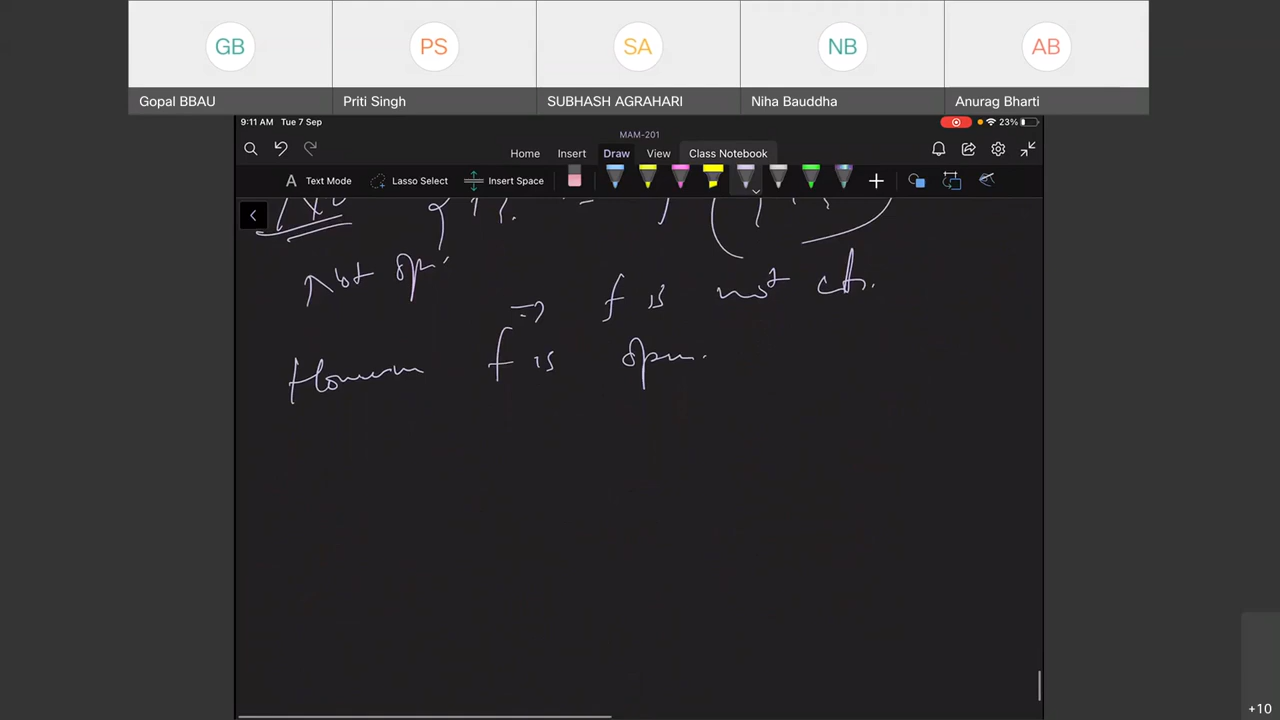 GB PS SA NB AB
Gopal BBAU Priti Singh SUBHASH AGRAHARI Niha Bauddha Anurag Bharti
9:11 AM Tue 7 Sep 23%
MAM-201
Home Insert Draw View Class Notebook
A Text Mode Lasso Select Insert Space
Not open
⇒ f is not cts.
However f is open.
+10